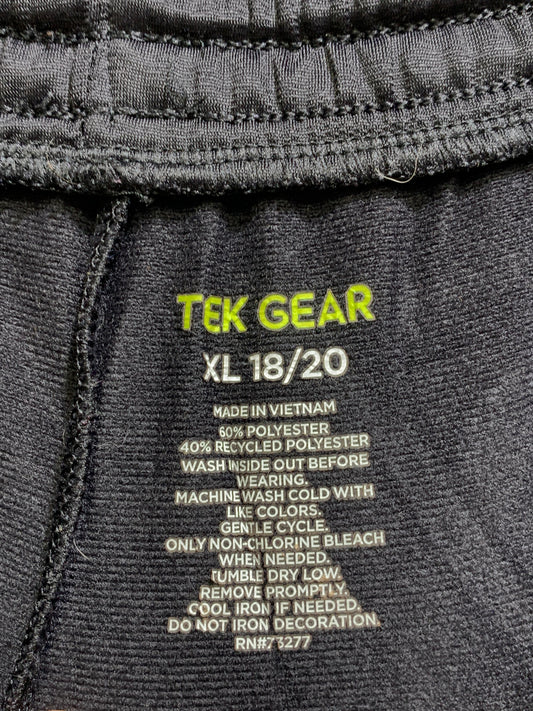 TEK GEAR
XL 18/20
MADE IN VIETNAM
60% POLYESTER
40% RECYCLED POLYESTER
WASH INSIDE OUT BEFORE
WEARING.
MACHINE WASH COLD WITH
LIKE COLORS.
GENTLE CYCLE.
ONLY NON-CHLORINE BLEACH
WHEN NEEDED.
TUMBLE DRY LOW.
REMOVE PROMPTLY.
COOL IRON IF NEEDED.
DO NOT IRON DECORATION.
RN#73277